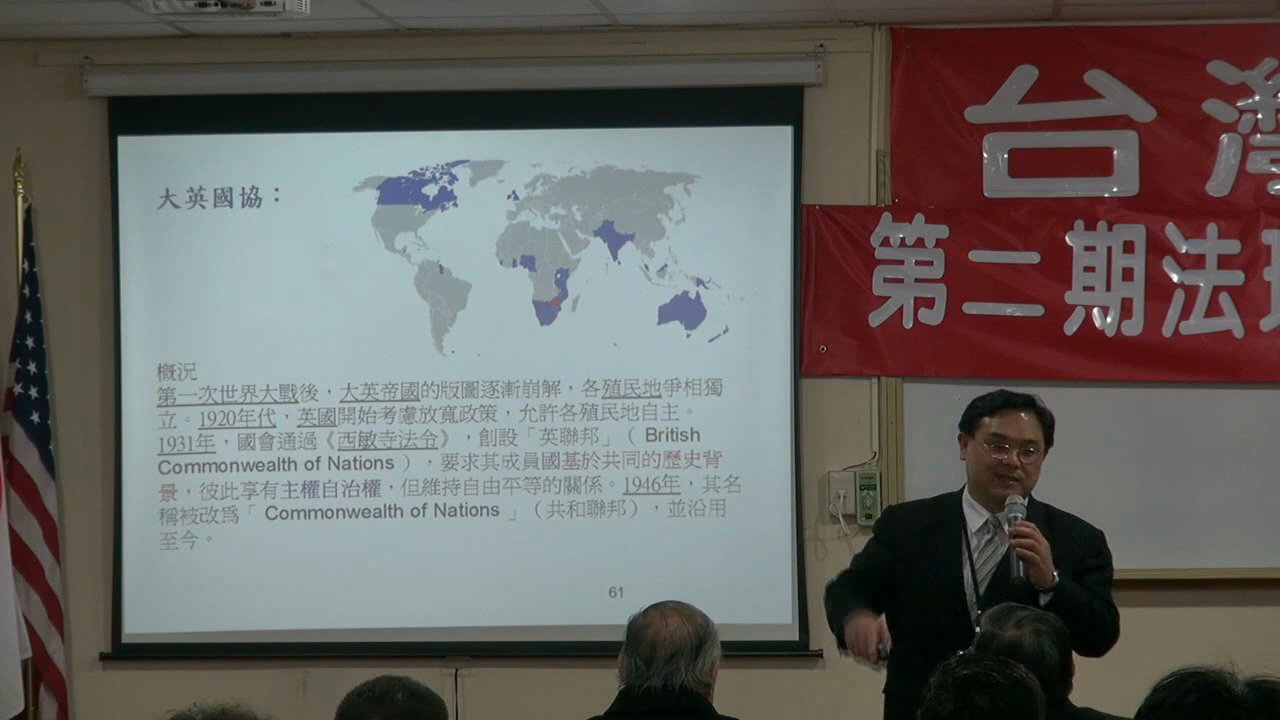 大英國協：
概況
第一次世界大戰後，大英帝國的版圖逐漸崩解，各殖民地爭相獨
立。1920年代，英國開始考慮放寬政策，允許各殖民地自主。
1931年，國會通過《西敏寺法令》，創設「英聯邦」（ British
Commonwealth of Nations ），要求其成員國基於共同的歷史背
景，彼此享有主權自治權，但維持自由平等的關係。1946年，其名
稱被改爲「 Commonwealth of Nations 」（共和聯邦），並沿用
至今。
61
台灣
第二期法理